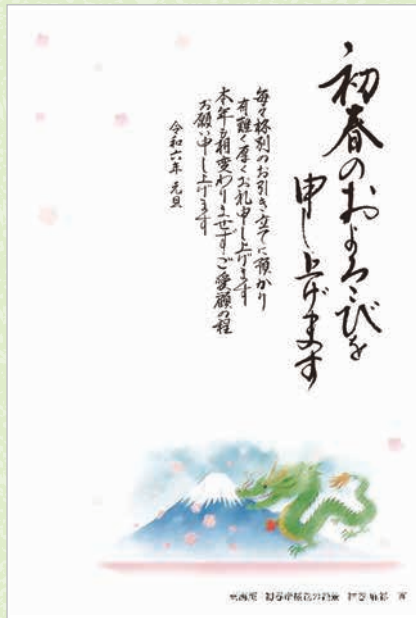 初春のおよろこびを
申し上げます
毎々格別のお引き立てに預かり
有難く厚くお礼申し上げます
本年も相変わりませずご愛顧の程
お願い申し上げます
令和六年 元旦